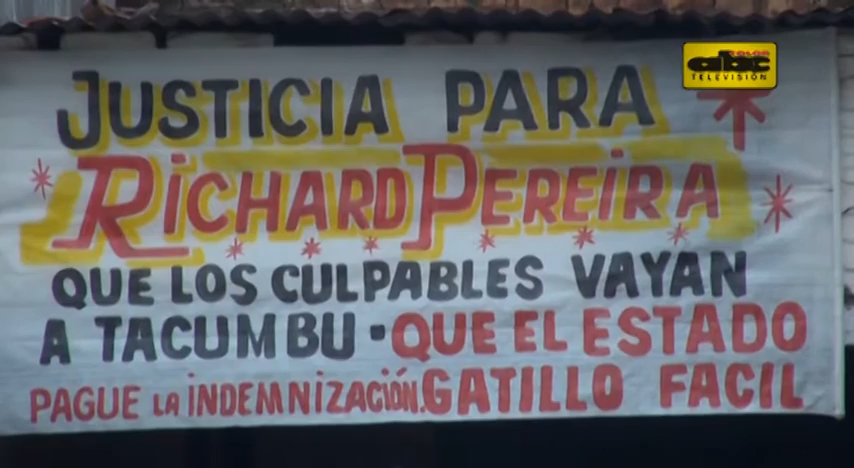 abc
COLOR
TELEVISIÓN
JUSTICIA PARA
RICHARD PEREIRA
QUE LOS CULPABLES VAYAN
A TACUMBU · QUE EL ESTADO
PAGUE LA INDEMNIZACIÓN. GATILLO FACIL